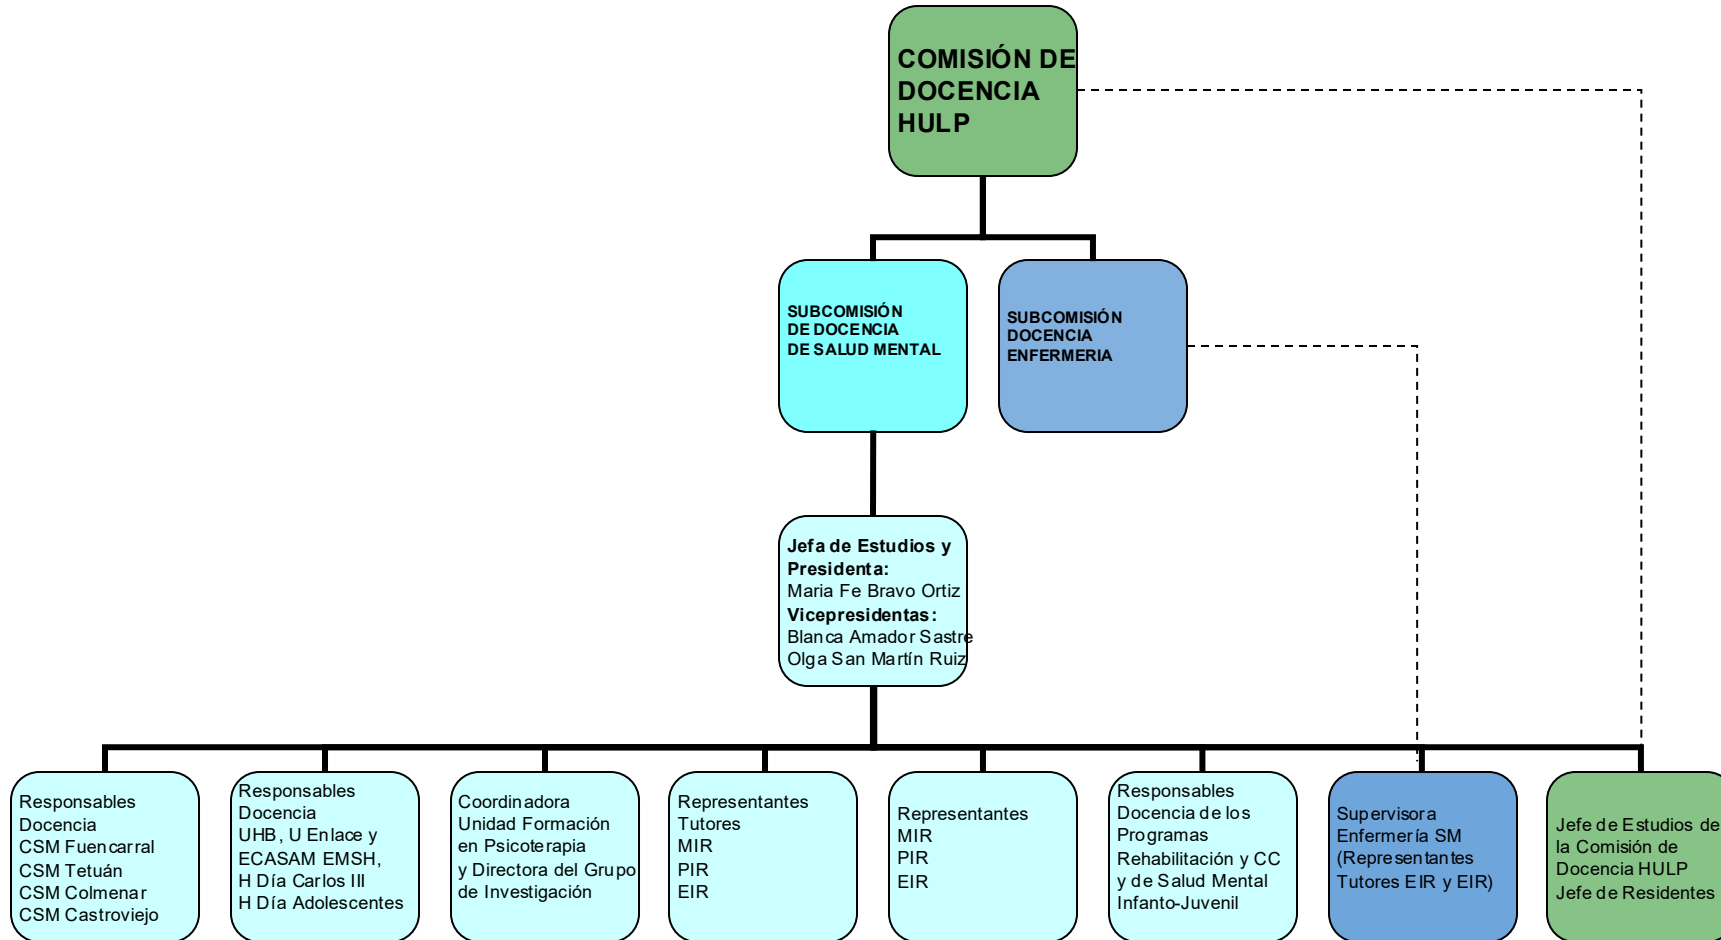 COMISIÓN DE
DOCENCIA
HULP
SUBCOMISIÓN
DE DOCENCIA
DE SALUD MENTAL
SUBCOMISIÓN
DOCENCIA
ENFERMERIA
Jefa de Estudios y
Presidenta:
Maria Fe Bravo Ortiz
Vicepresidentas:
Blanca Amador Sastre
Olga San Martín Ruiz
Responsables
Docencia
CSM Fuencarral
CSM Tetuán
CSM Colmenar
CSM Castroviejo
Responsables
Docencia
UHB, U Enlace y
ECASAM EMSH,
H Día Carlos III
H Día Adolescentes
Coordinadora
Unidad Formación
en Psicoterapia
y Directora del Grupo
de Investigación
Representantes
Tutores
MIR
PIR
EIR
Representantes
MIR
PIR
EIR
Responsables
Docencia de los
Programas
Rehabilitación y CC
y de Salud Mental
Infanto-Juvenil
Supervisora
Enfermería SM
(Representantes
Tutores EIR y EIR)
Jefe de Estudios de
la Comisión de
Docencia HULP
Jefe de Residentes